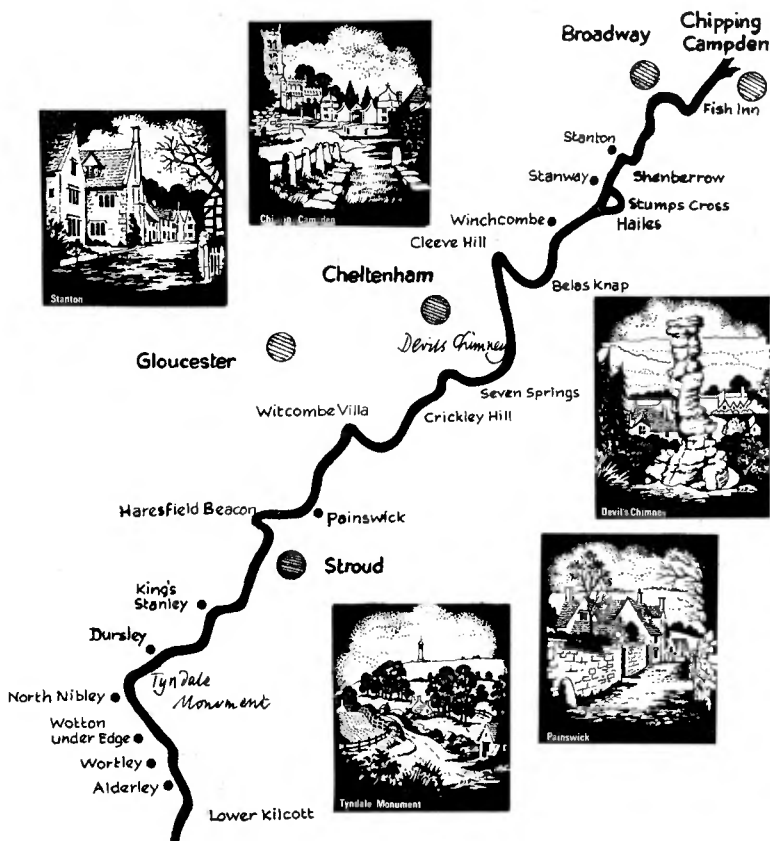 Chipping
Campden
Broadway
Fish Inn
Stanton
Shenberrow
Stanway
Stumps Cross
Hailes
Winchcombe
Cleeve Hill
Belas Knap
Cheltenham
Devils Chimney
Gloucester
Seven Springs
Crickley Hill
Witcombe Villa
Haresfield Beacon
Painswick
Stroud
King's
Stanley
Dursley
Tyndale
Monument
North Nibley
Wotton
under Edge
Wortley
Alderley
Lower Kilcott
Stanton
Campden
Devil's Chimney
Painswick
Tyndale Monument